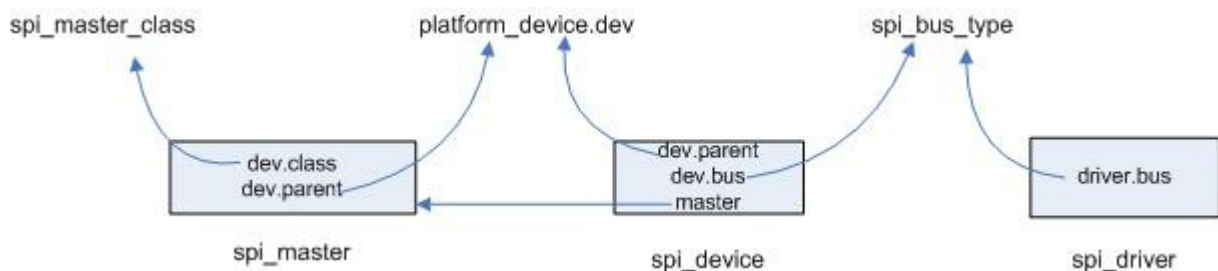 spi_master_class
platform_device.dev
spi_bus_type
dev.class
dev.parent
dev.parent
dev.bus
master
driver.bus
spi_master
spi_device
spi_driver